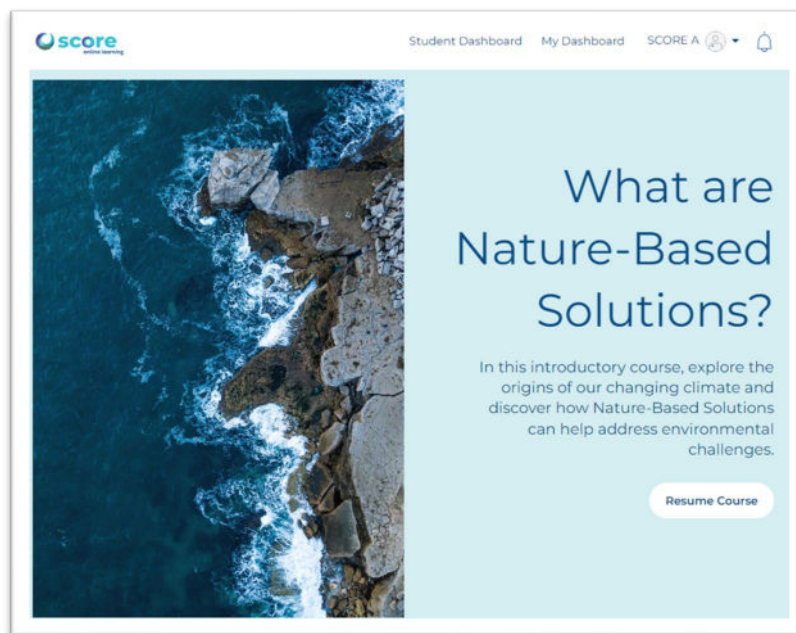 score
online learning
Student Dashboard My Dashboard SCORE A
What are
Nature-Based
Solutions?
In this introductory course, explore the
origins of our changing climate and
discover how Nature-Based Solutions
can help address environmental
challenges.
Resume Course